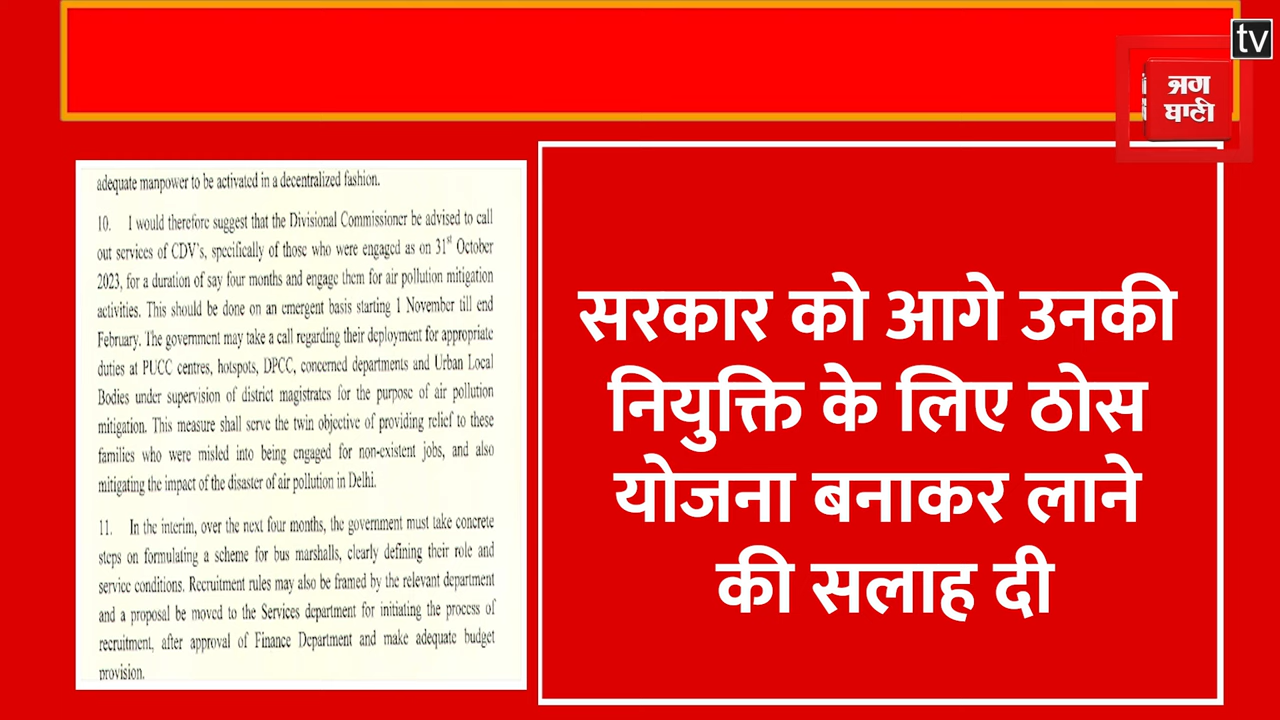 tv
ਜਗ
ਬਾਣੀ
adequate manpower to be activated in a decentralized fashion.
10. I would therefore suggest that the Divisional Commissioner be advised to call
out services of CDV's, specifically of those who were engaged as on 31st October
2023, for a duration of say four months and engage them for air pollution mitigation
activities. This should be done on an emergent basis starting 1 November till end
February. The government may take a call regarding their deployment for appropriate
duties at PUCC centres, hotspots, DPCC, concerned departments and Urban Local
Bodies under supervision of district magistrates for the purpose of air pollution
mitigation. This measure shall serve the twin objective of providing relief to these
families who were misled into being engaged for non-existent jobs, and also
mitigating the impact of the disaster of air pollution in Delhi.
11. In the interim, over the next four months, the government must take concrete
steps on formulating a scheme for bus marshalls, clearly defining their role and
service conditions. Recruitment rules may also be framed by the relevant department
and a proposal be moved to the Services department for initiating the process of
recruitment, after approval of Finance Department and make adequate budget
provision.
सरकार को आगे उनकी
नियुक्ति के लिए ठोस
योजना बनाकर लाने
की सलाह दी